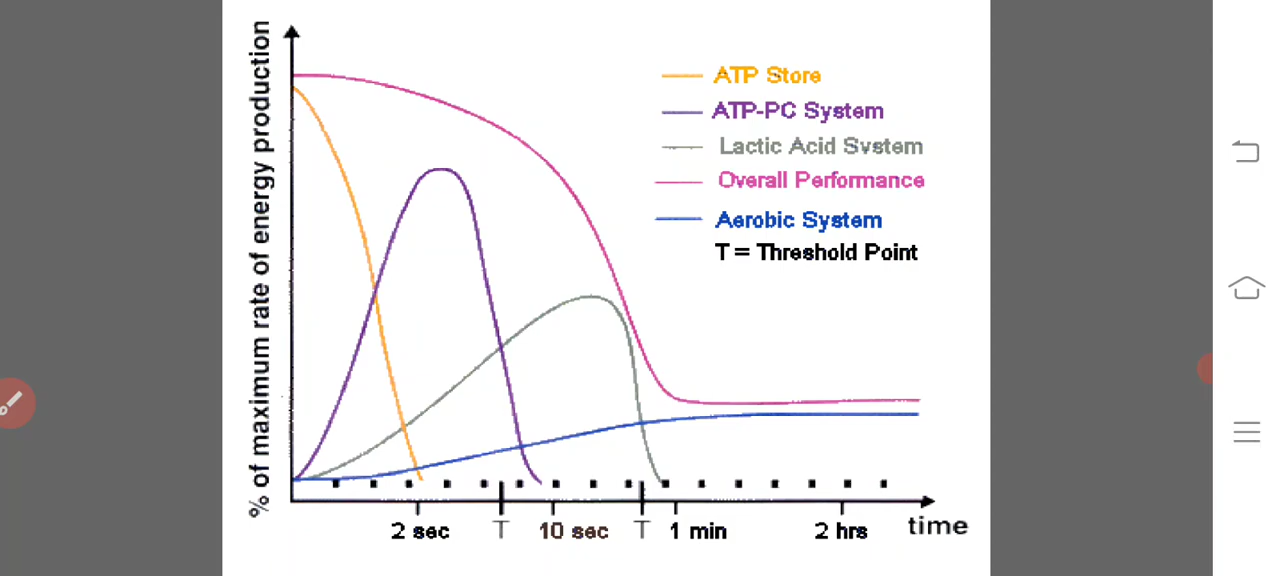 % of maximum rate of energy production
ATP Store
ATP-PC System
Lactic Acid System
Overall Performance
Aerobic System
T = Threshold Point
2 sec T 10 sec T 1 min 2 hrs time